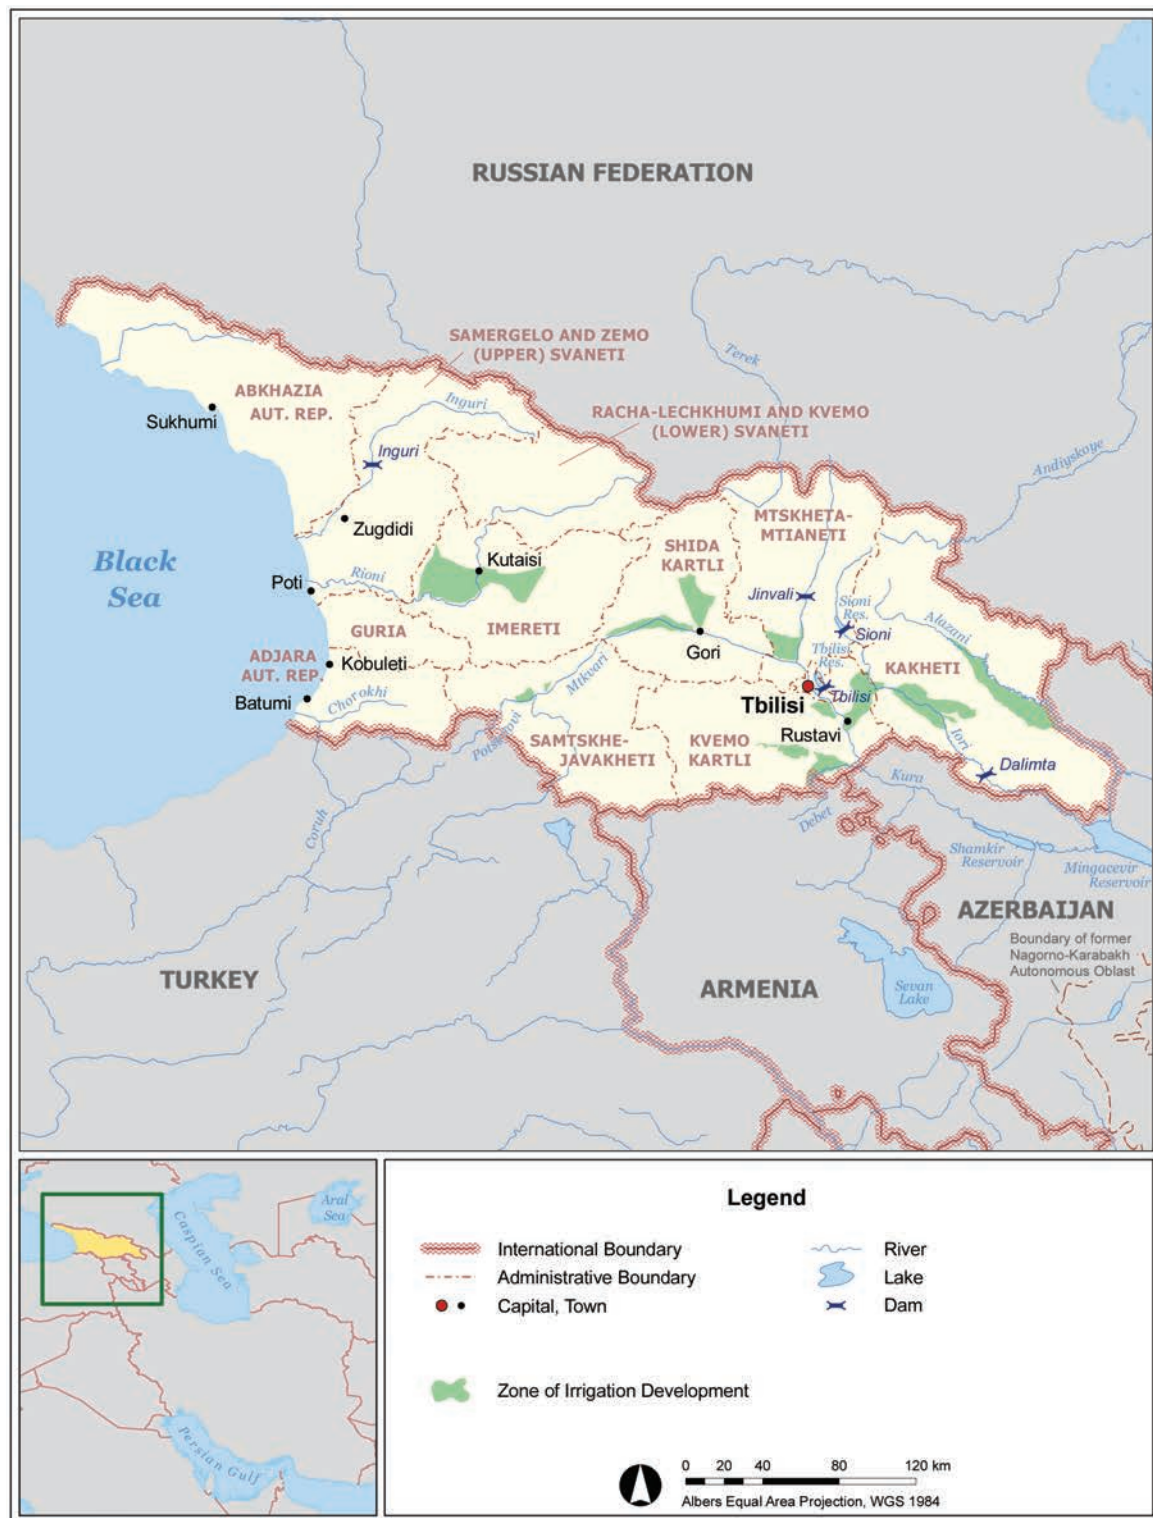 RUSSIAN FEDERATION
SAMERGELO AND ZEMO
(UPPER) SVANETI
Terek
ABKHAZIA
AUT. REP.
Inguri
RACHA-LECHKHUMI AND KVEMO
(LOWER) SVANETI
Sukhumi
Inguri
Andiyskoye
MTSKHETA-
MTIANETI
Zugdidi
SHIDA
KARTLI
Black
Sea
Kutaisi
Poti
Rioni
Jinvali
Sioni
Res.
Alazani
GURIA
IMERETI
Sioni
Gori
Tbilisi
Res.
ADJARA
AUT. REP.
Kobuleti
Mtkvari
KAKHETI
Batumi
Chorokhi
Tbilisi
Tbilisi
Rustavi
Potskhovi
SAMTSKHE-
JAVAKHETI
KVEMO
KARTLI
Iori
Dalimta
Kura
Debet
Coruh
Shamkir
Reservoir
Mingacevir
Reservoir
AZERBAIJAN
Boundary of former
Nagorno-Karabakh
Autonomous Oblast
TURKEY
ARMENIA
Sevan
Lake
Aral
Sea
Caspian Sea
Persian Gulf
Legend
International Boundary
Administrative Boundary
Capital, Town
River
Lake
Dam
Zone of Irrigation Development
0 20 40 80 120 km
Albers Equal Area Projection, WGS 1984